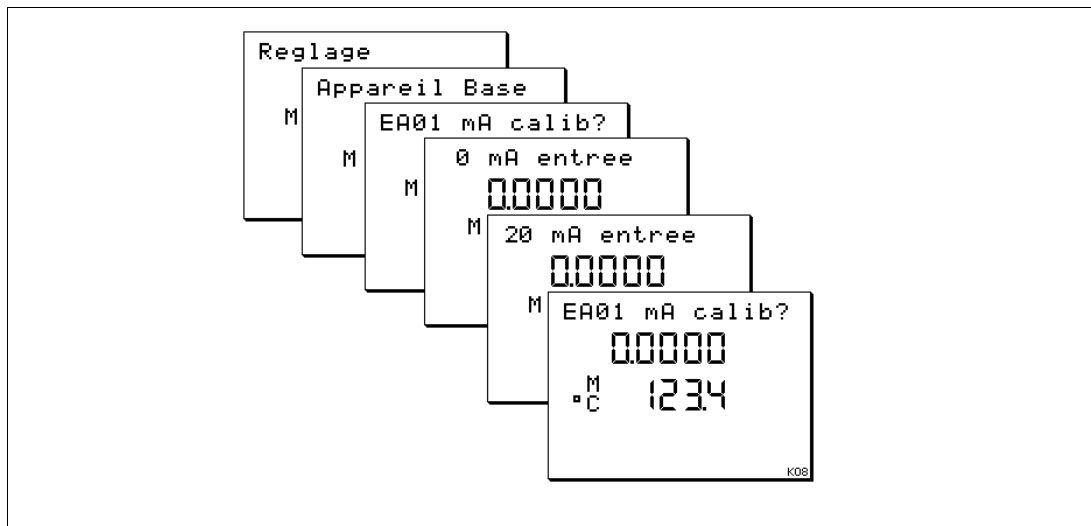 Reglage
Appareil Base
M
EA01 mA calib?
M
0 mA entree
M
0.0000
M
20 mA entree
0.0000
M
EA01 mA calib?
0.0000
M
°C 123.4
K08